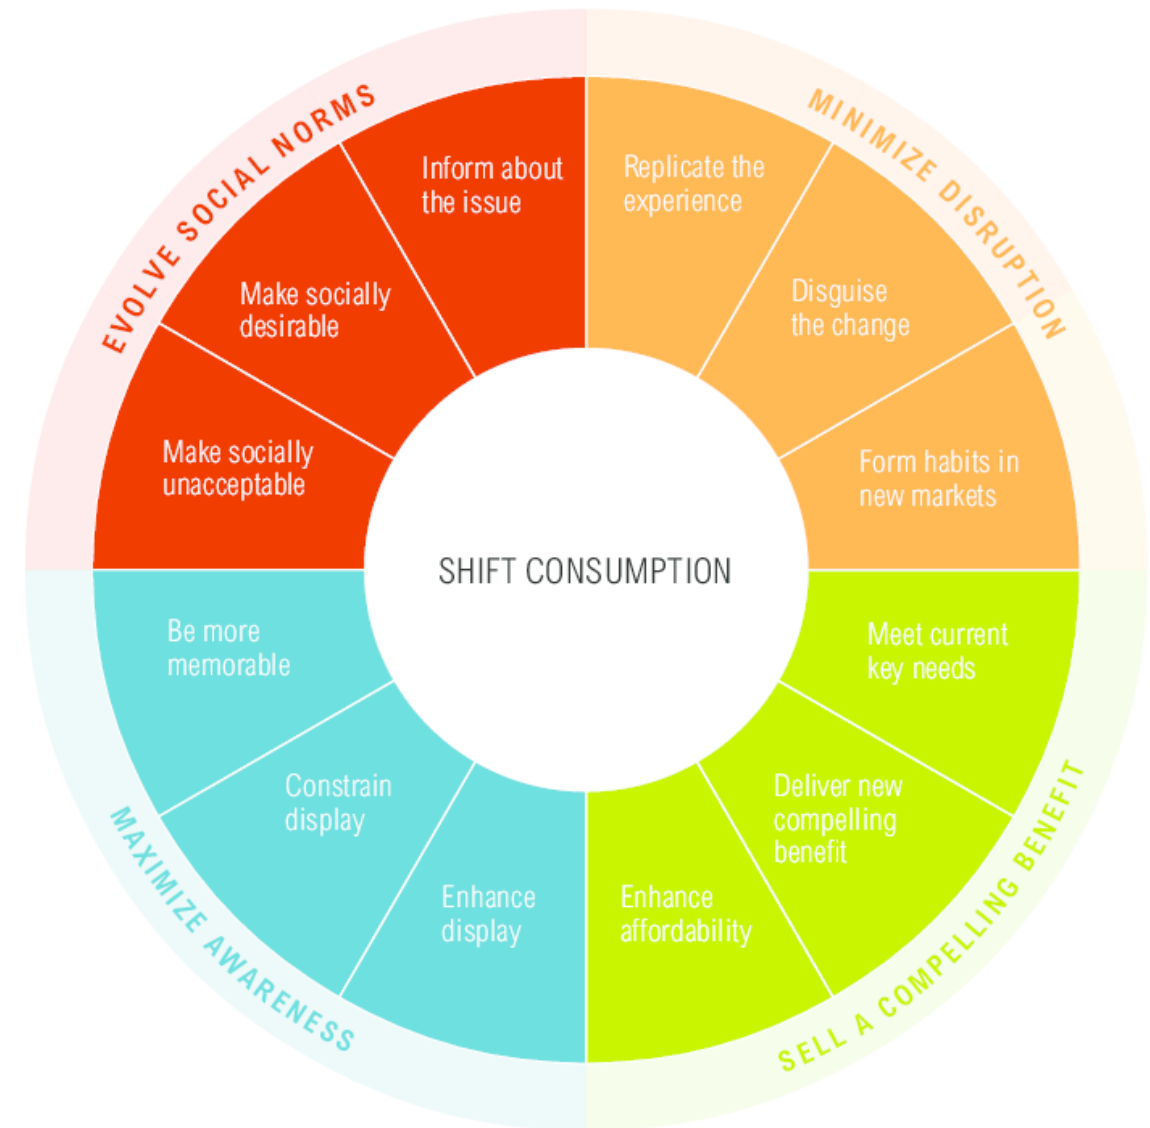 EVOLVE SOCIAL NORMS
MINIMIZE DISRUPTION
Inform about
the issue
Replicate the
experience
Make socially
desirable
Disguise
the change
Make socially
unacceptable
Form habits in
new markets
SHIFT CONSUMPTION
Be more
memorable
Meet current
key needs
Constrain
display
Deliver new
compelling
benefit
Enhance
display
Enhance
affordability
MAXIMIZE AWARENESS
SELL A COMPELLING BENEFIT